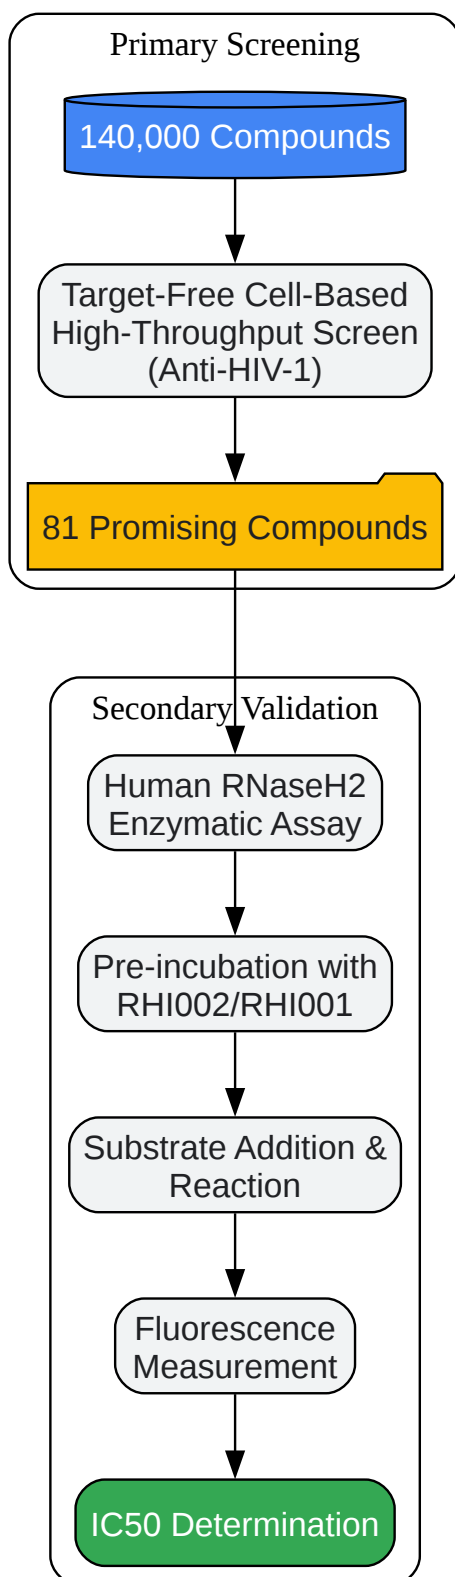 Primary Screening
140,000 Compounds
Target-Free Cell-Based
High-Throughput Screen
(Anti-HIV-1)
81 Promising Compounds
Secondary Validation
Human RNaseH2
Enzymatic Assay
Pre-incubation with
RHI002/RHI001
Substrate Addition &
Reaction
Fluorescence
Measurement
IC50 Determination